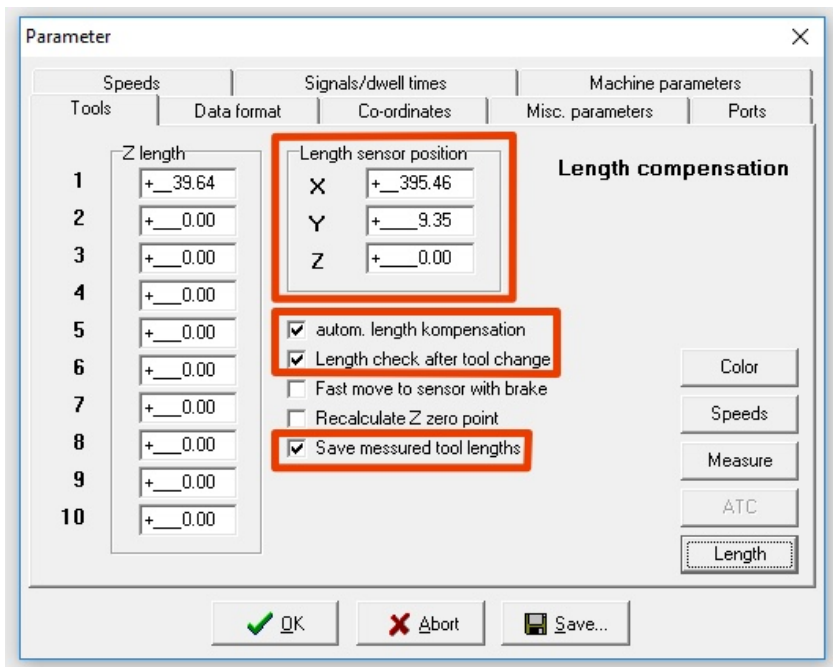 Parameter
Speeds Signals/dwell times Machine parameters
Tools Data format Co-ordinates Misc. parameters Ports
Z length
1 +__39.64
2 +___0.00
3 +___0.00
4 +___0.00
5 +___0.00
6 +___0.00
7 +___0.00
8 +___0.00
9 +___0.00
10 +___0.00
Length sensor position
X +__395.46
Y +____9.35
Z +____0.00
Length compensation
autom. length kompensation
Length check after tool change
Fast move to sensor with brake
Recalculate Z zero point
Save messured tool lengths
Color
Speeds
Measure
ATC
Length
OK Abort Save...